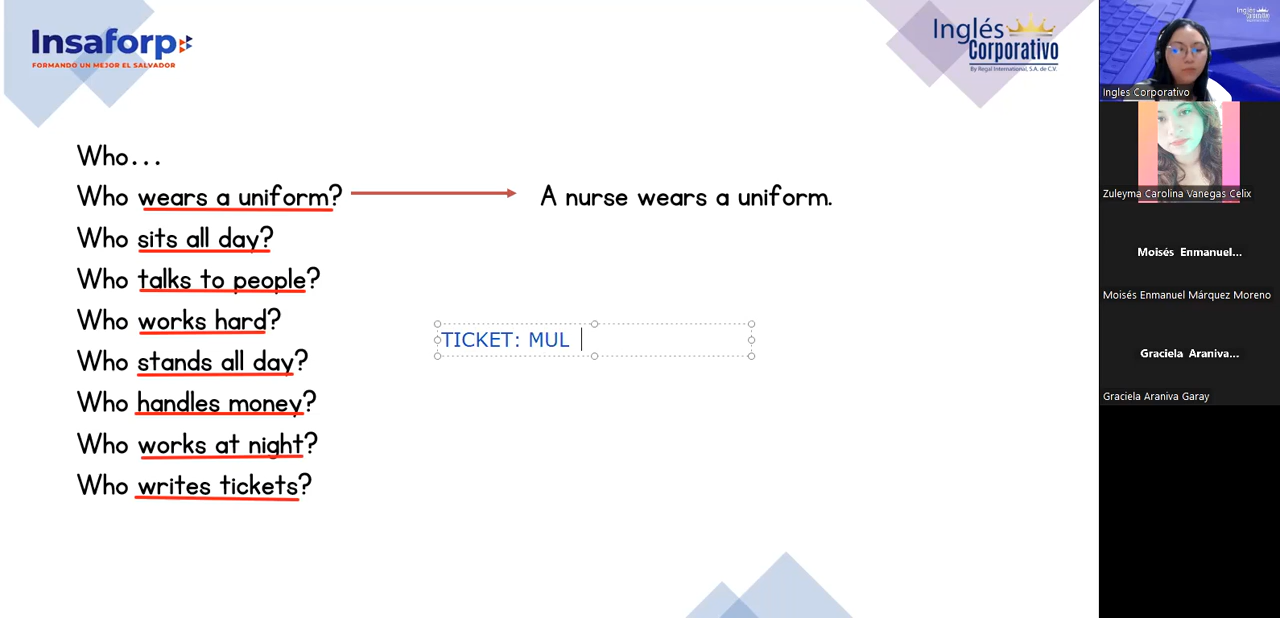 Insaforp
FORMANDO UN MEJOR EL SALVADOR
Inglés
Corporativo
By Regal International, S.A. de C.V.
Who...
Who wears a uniform?
A nurse wears a uniform.
Who sits all day?
Who talks to people?
Who works hard?
TICKET: MUL
Who stands all day?
Who handles money?
Who works at night?
Who writes tickets?
Inglés
Corporativo
Ingles Corporativo
Zuleyma Carolina Vanegas Celix
Moisés Enmanuel...
Moisés Enmanuel Márquez Moreno
Graciela Araniva...
Graciela Araniva Garay